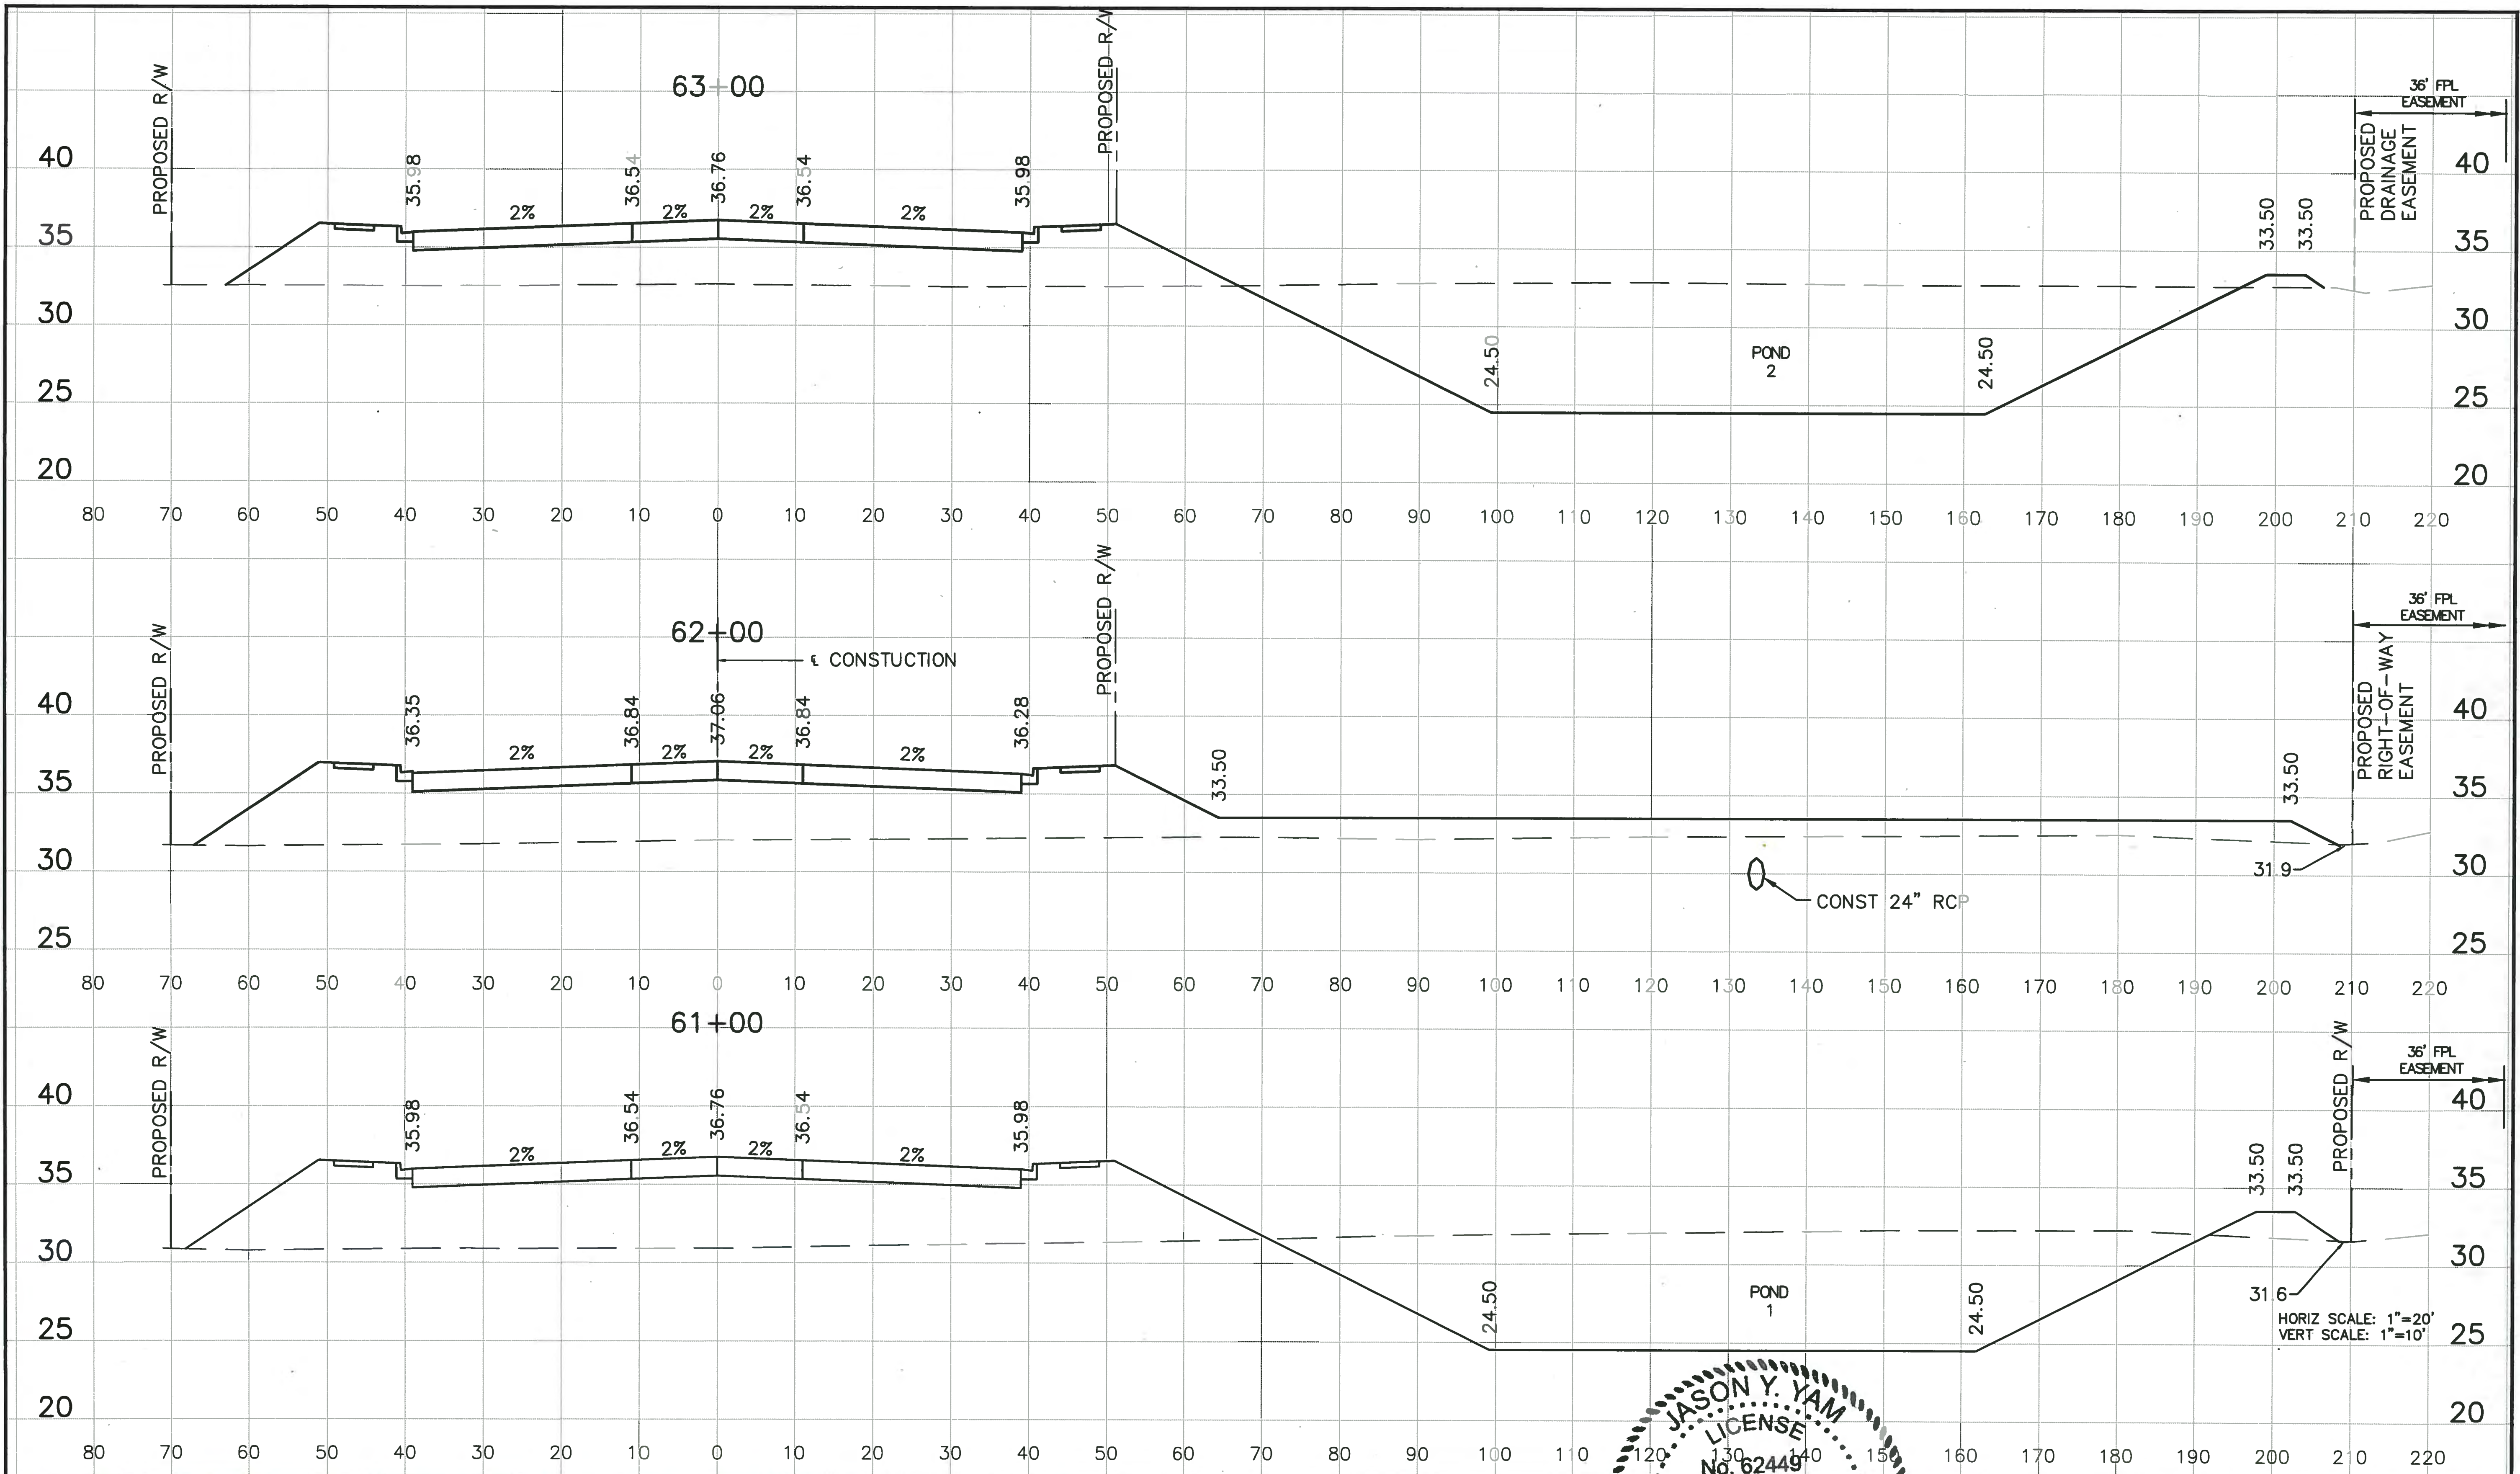 63+00
PROPOSED R/W
PROPOSED R/W
36' FPL
EASEMENT
PROPOSED
DRAINAGE
EASEMENT
35.98
36.54
36.76
36.54
35.98
33.50
33.50
2%
2%
2%
2%
40
35
30
25
20
40
35
30
25
20
24.50
POND
2
24.50
80 70 60 50 40 30 20 10 0 10 20 30 40 50 60 70 80 90 100 110 120 130 140 150 160 170 180 190 200 210 220
62+00
℄ CONSTUCTION
PROPOSED R/W
PROPOSED R/W
36' FPL
EASEMENT
PROPOSED
RIGHT-OF-WAY
EASEMENT
36.35
36.84
37.06
36.84
36.28
33.50
33.50
2%
2%
2%
2%
40
35
30
25
40
35
30
25
31.9
CONST 24" RCP
80 70 60 50 40 30 20 10 0 10 20 30 40 50 60 70 80 90 100 110 120 130 140 150 160 170 180 190 200 210 220
61+00
PROPOSED R/W
PROPOSED R/W
36' FPL
EASEMENT
35.98
36.54
36.76
36.54
35.98
33.50
33.50
2%
2%
2%
2%
40
35
30
25
20
40
35
30
25
20
24.50
POND
1
24.50
31.6
HORIZ SCALE: 1"=20'
VERT SCALE: 1"=10'
JASON Y. YAM
LICENSE
No. 62449
80 70 60 50 40 30 20 10 0 10 20 30 40 50 60 70 80 90 100 110 120 130 140 150 160 170 180 190 200 210 220